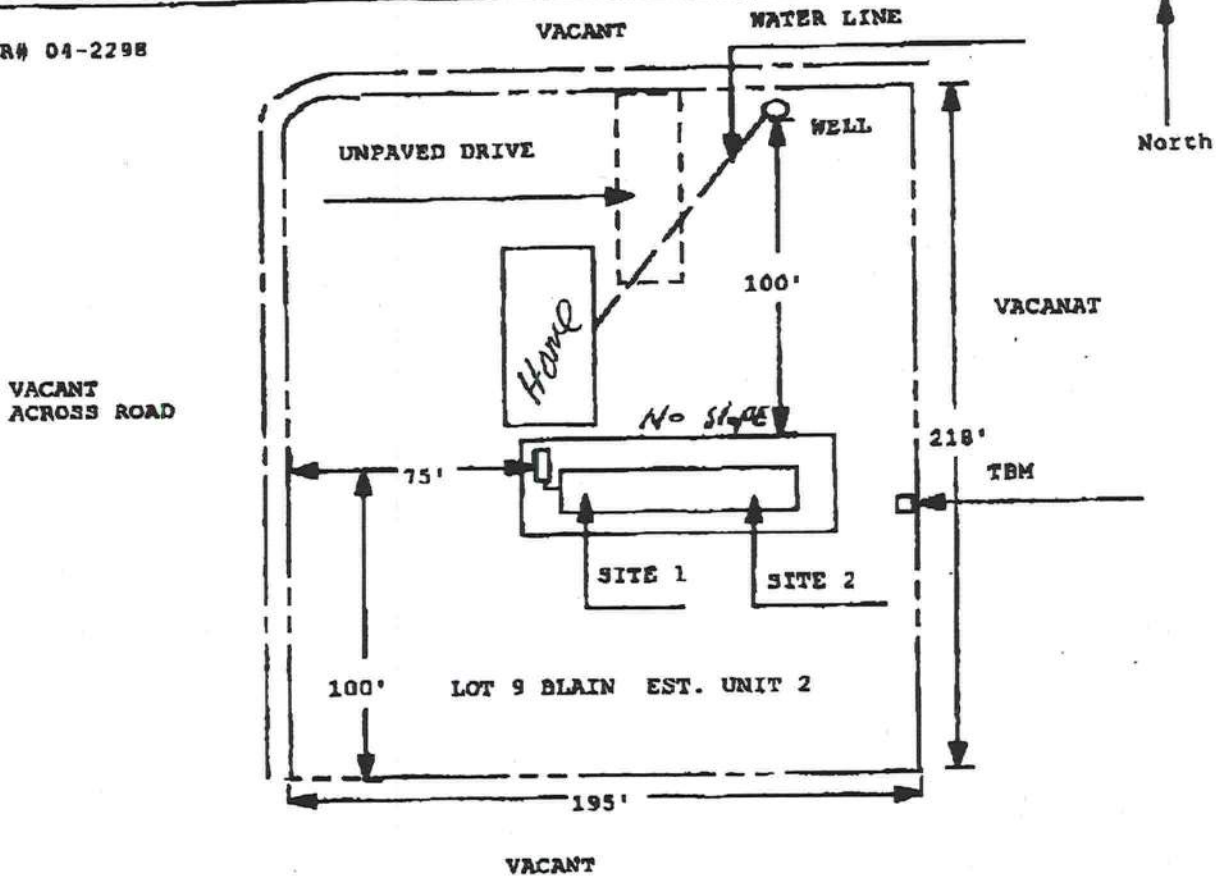 R# 04-2298
VACANT
WATER LINE
North
WELL
UNPAVED DRIVE
100'
VACANAT
Home
VACANT
ACROSS ROAD
No Slope
218'
75'
TBM
SITE 1
SITE 2
100'
LOT 9 BLAIN EST. UNIT 2
195'
VACANT